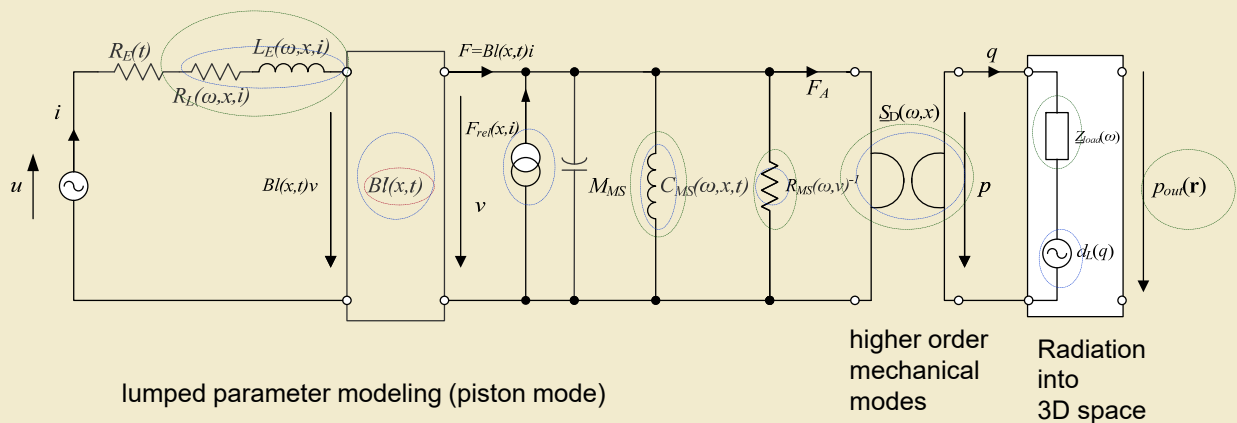 R_E(t)
L_E(ω,x,i)
R_L(ω,x,i)
i
u
Bl(x,t)v
Bl(x,t)
F=Bl(x,t)i
v
F_rel(x,i)
M_MS
C_MS(ω,x,t)
R_MS(ω,v)^-1
F_A
S_D(ω,x)
q
p
Z_load(ω)
d_L(q)
p_out(r)
lumped parameter modeling (piston mode)
higher order
mechanical
modes
Radiation
into
3D space